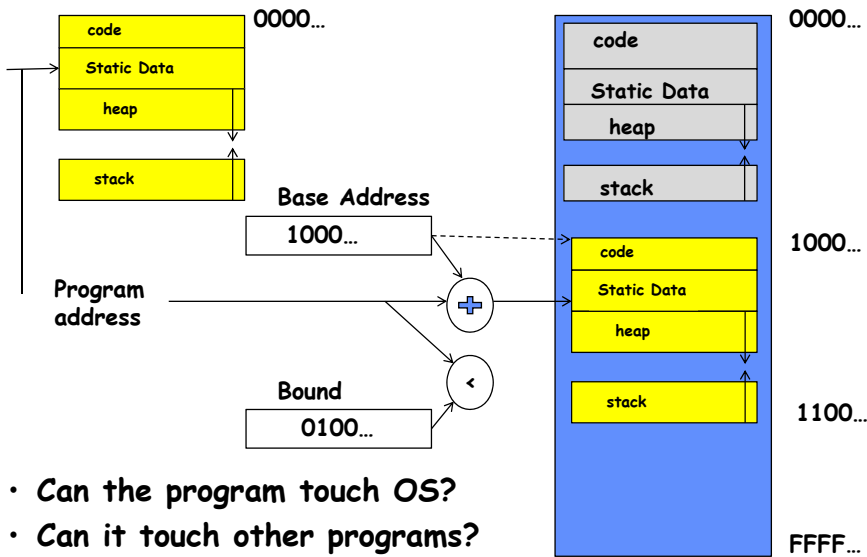 code
0000…
Static Data
heap
stack
Base Address
1000…
Program
address
<
Bound
0100…
0000…
code
Static Data
heap
stack
1000…
code
Static Data
heap
stack
1100…
FFFF…
• Can the program touch OS?
• Can it touch other programs?